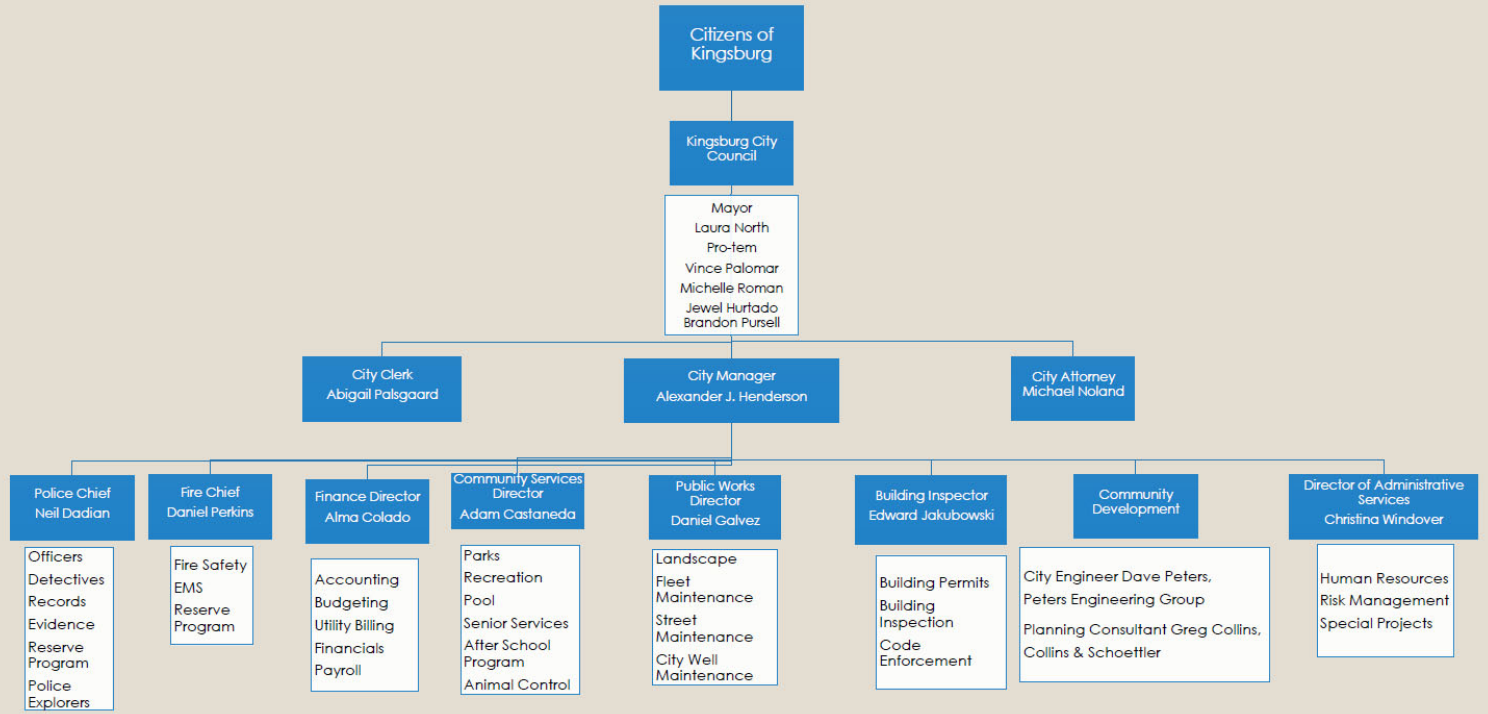 Citizens of
Kingsburg
Kingsburg City
Council
Mayor
Laura North
Pro-tem
Vince Palomar
Michelle Roman
Jewel Hurtado
Brandon Pursell
City Clerk
Abigail Palsgaard
City Manager
Alexander J. Henderson
City Attorney
Michael Noland
Police Chief
Neil Dadian
Officers
Detectives
Records
Evidence
Reserve
Program
Police
Explorers
Fire Chief
Daniel Perkins
Fire Safety
EMS
Reserve
Program
Finance Director
Alma Colado
Accounting
Budgeting
Utility Billing
Financials
Payroll
Community Services
Director
Adam Castaneda
Parks
Recreation
Pool
Senior Services
After School
Program
Animal Control
Public Works
Director
Daniel Galvez
Landscape
Fleet
Maintenance
Street
Maintenance
City Well
Maintenance
Building Inspector
Edward Jakubowski
Building Permits
Building
Inspection
Code
Enforcement
Community
Development
City Engineer Dave Peters,
Peters Engineering Group
Planning Consultant Greg Collins,
Collins & Schoettler
Director of Administrative
Services
Christina Windover
Human Resources
Risk Management
Special Projects